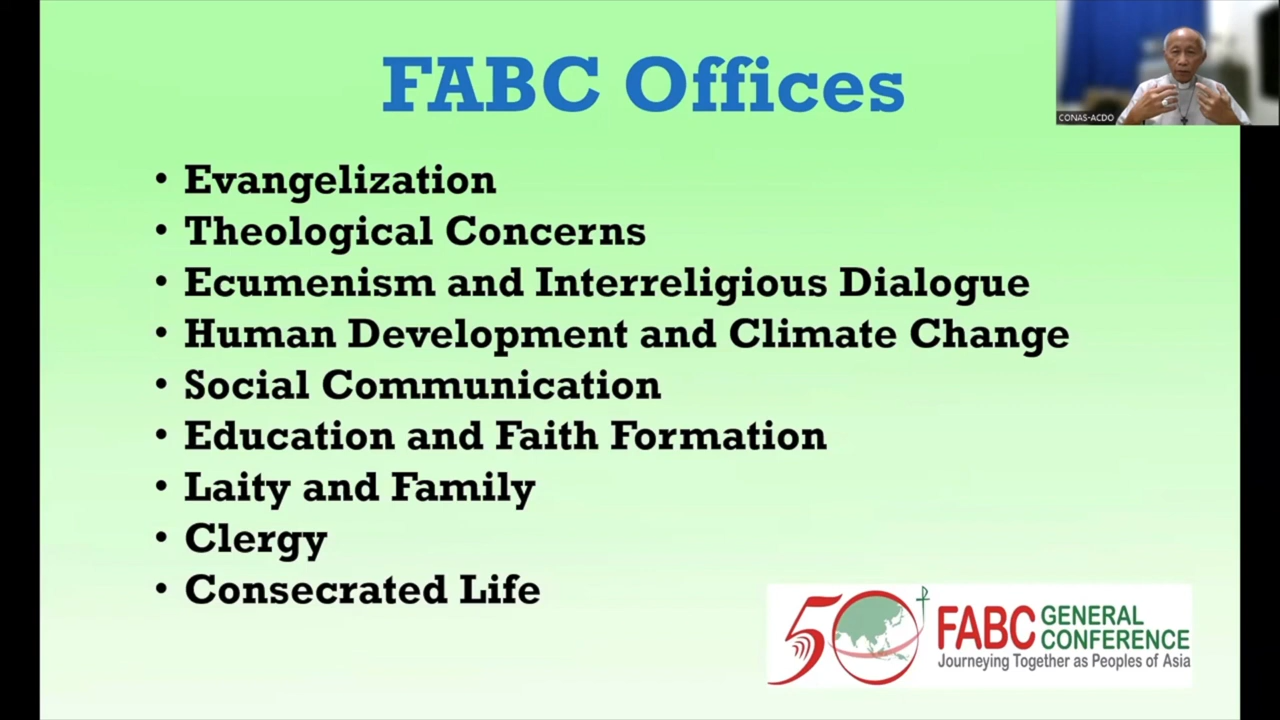 FABC Offices
CONAS-ACDO
• Evangelization
• Theological Concerns
• Ecumenism and Interreligious Dialogue
• Human Development and Climate Change
• Social Communication
• Education and Faith Formation
• Laity and Family
• Clergy
• Consecrated Life
50 FABC GENERAL CONFERENCE
Journeying Together as Peoples of Asia